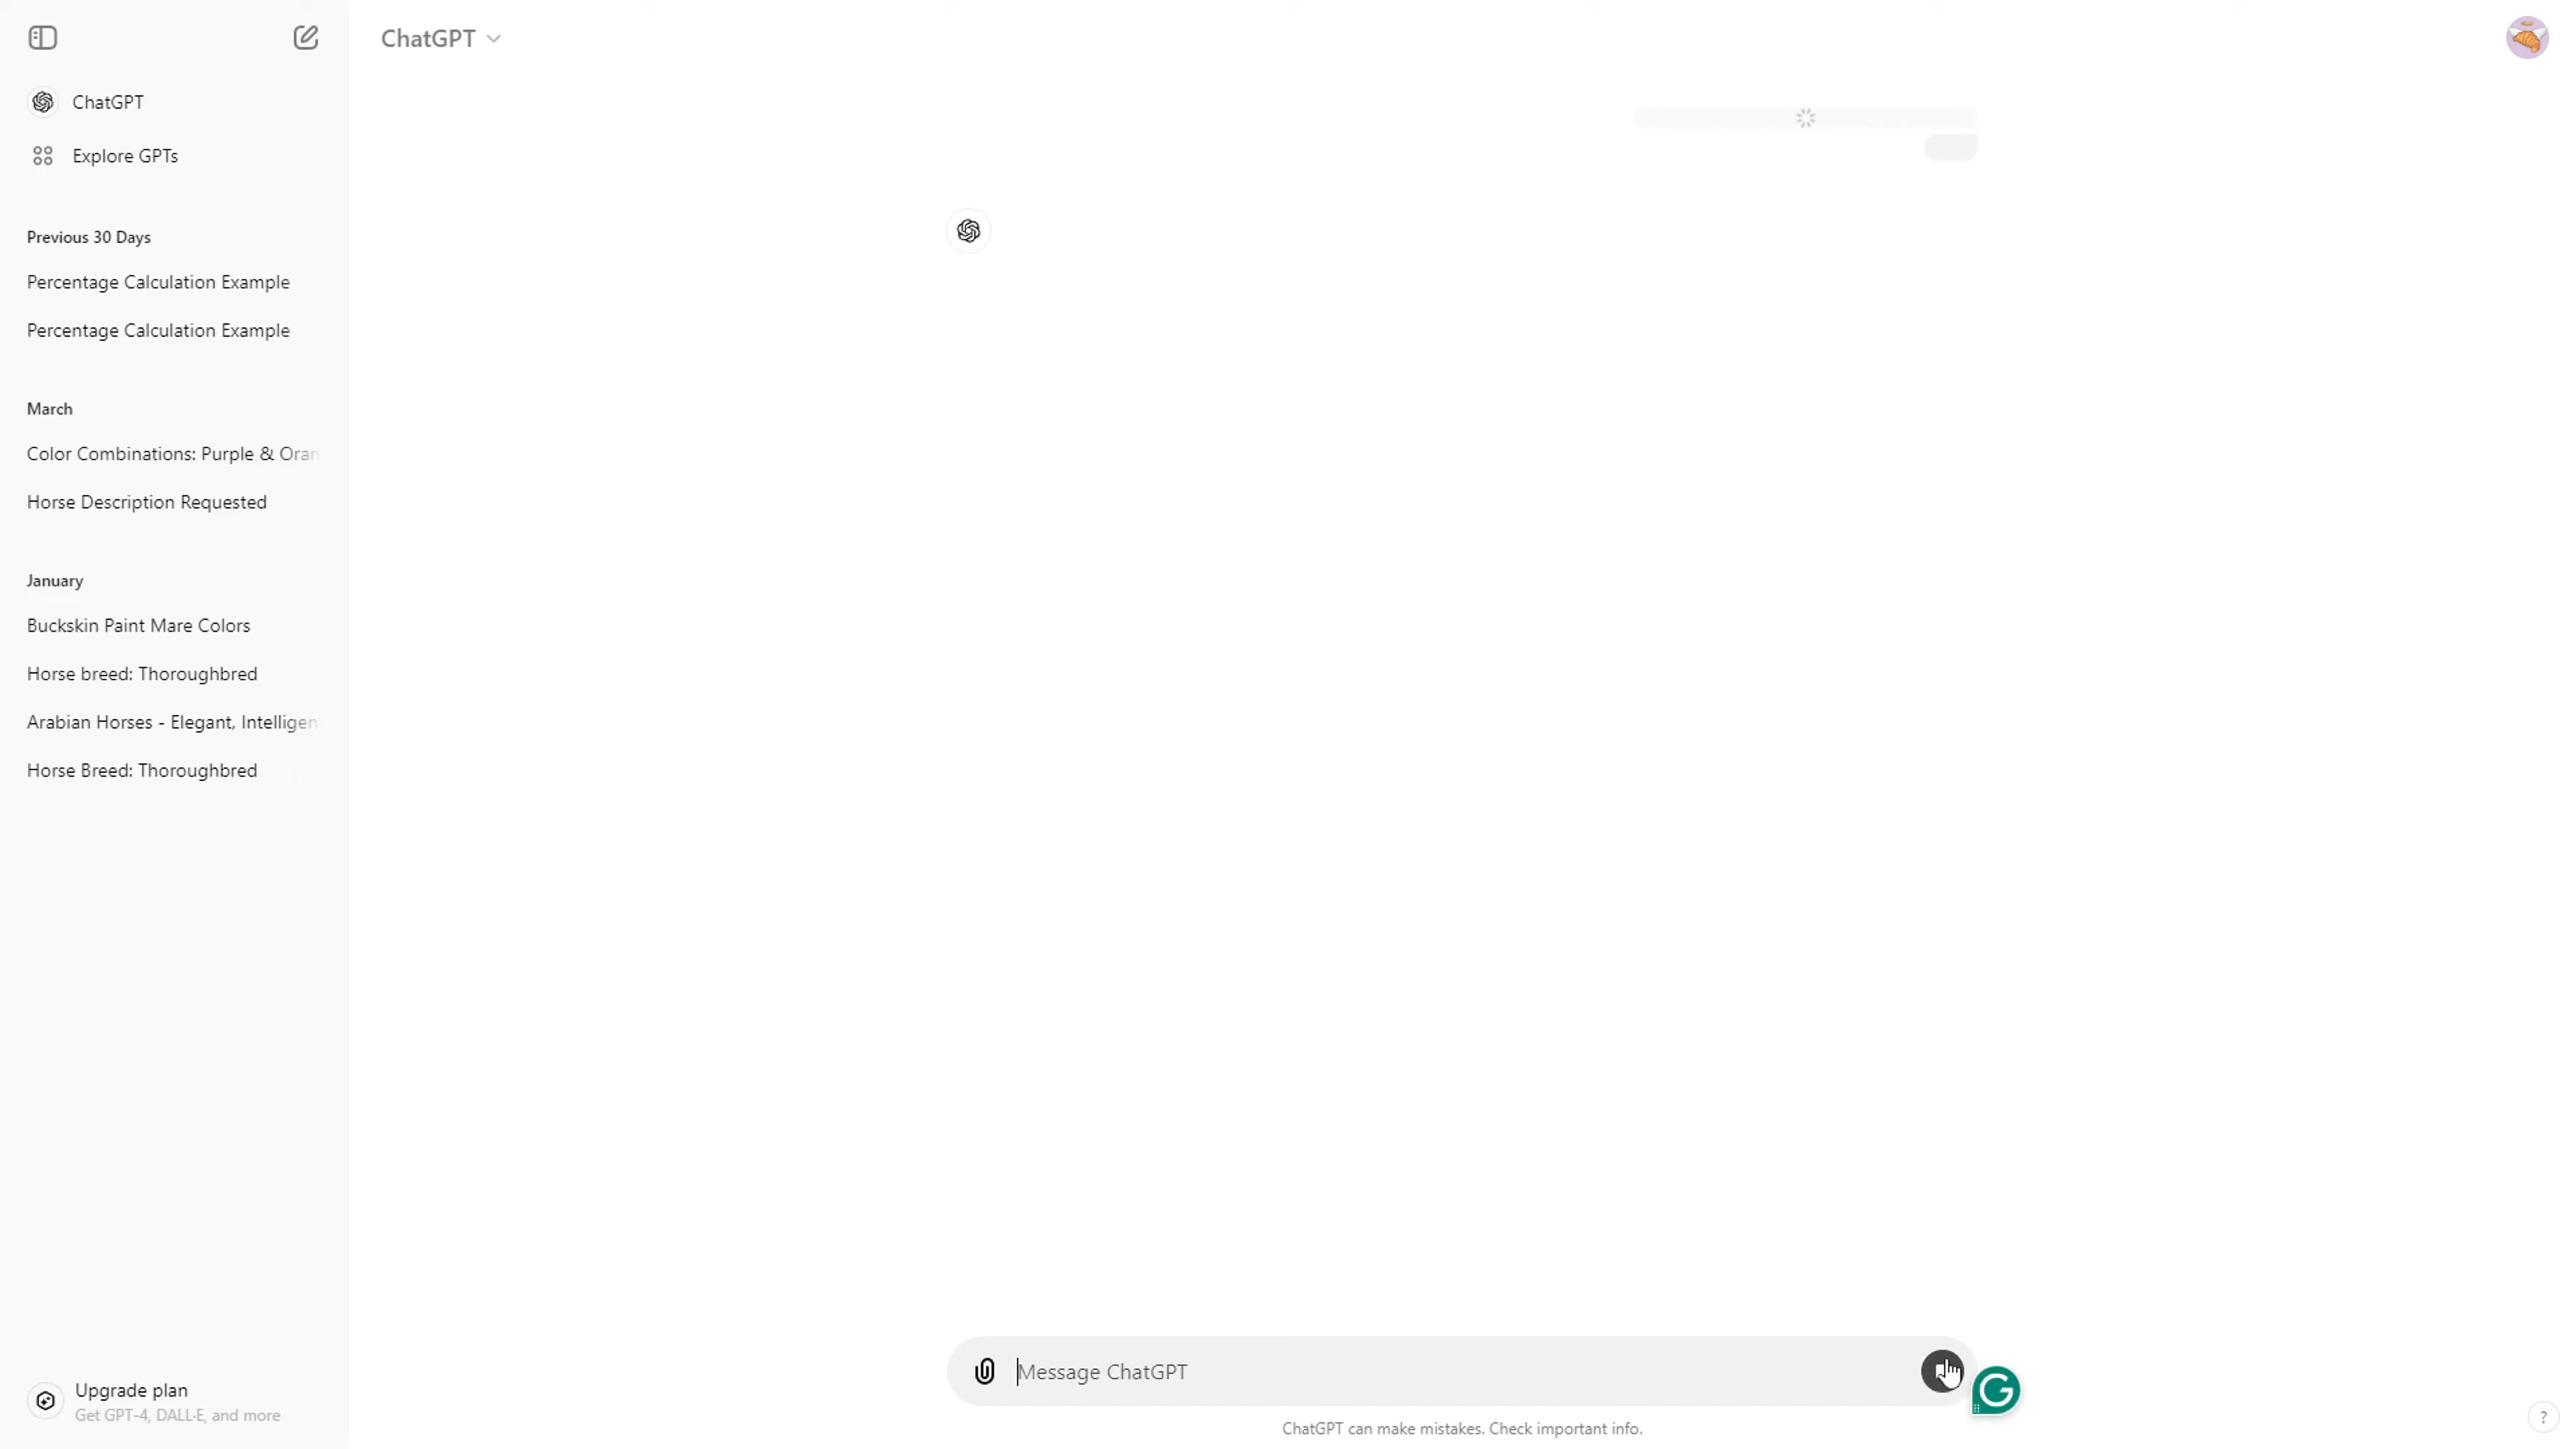 ChatGPT
ChatGPT
Explore GPTs
Previous 30 Days
Percentage Calculation Example
Percentage Calculation Example
March
Color Combinations: Purple & Oran
Horse Description Requested
January
Buckskin Paint Mare Colors
Horse breed: Thoroughbred
Arabian Horses - Elegant, Intelligen
Horse Breed: Thoroughbred
Upgrade plan
Get GPT-4, DALL·E, and more
Message ChatGPT
G
ChatGPT can make mistakes. Check important info.
?